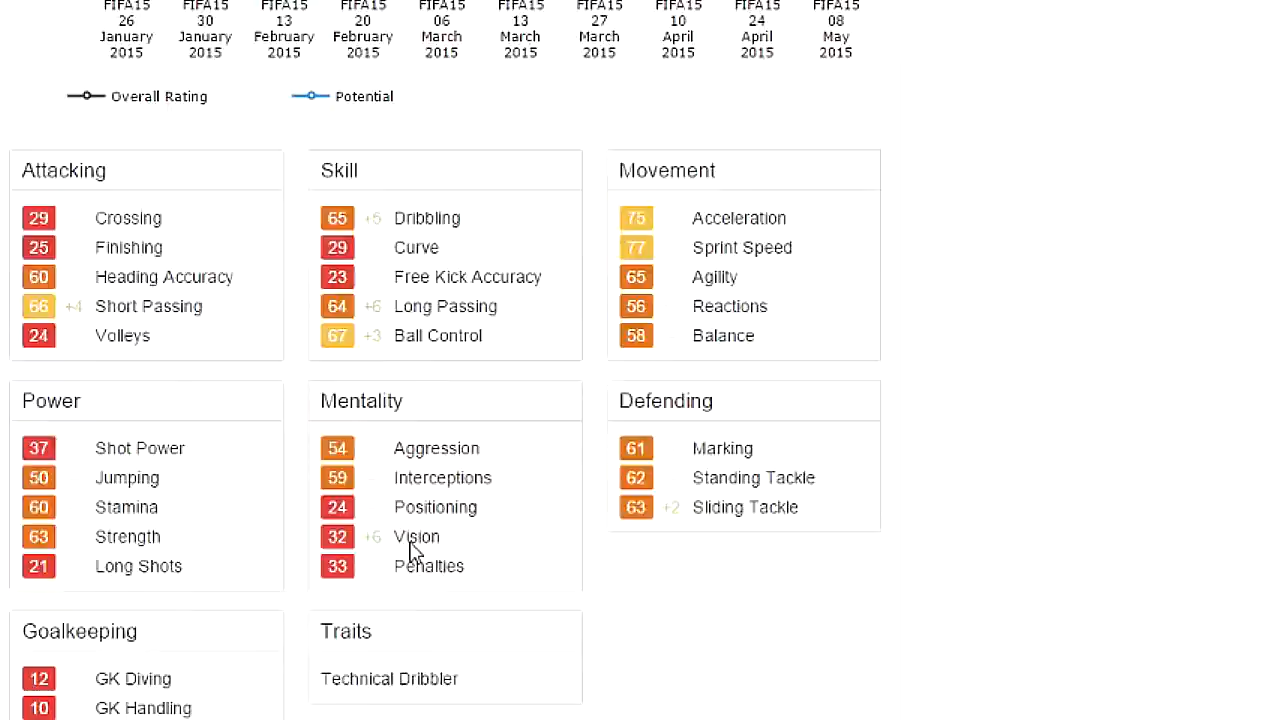 FIFA15 FIFA15 FIFA15 FIFA15 FIFA15 FIFA15 FIFA15 FIFA15 FIFA15 FIFA15
26 30 13 20 06 13 27 10 24 08
January January February February March March March April April May
2015 2015 2015 2015 2015 2015 2015 2015 2015 2015
Overall Rating Potential
Attacking
29 Crossing
25 Finishing
60 Heading Accuracy
66 +4 Short Passing
24 Volleys
Skill
65 +5 Dribbling
29 Curve
23 Free Kick Accuracy
64 +6 Long Passing
67 +3 Ball Control
Movement
75 Acceleration
77 Sprint Speed
65 Agility
56 Reactions
58 Balance
Power
37 Shot Power
50 Jumping
60 Stamina
63 Strength
21 Long Shots
Mentality
54 Aggression
59 Interceptions
24 Positioning
32 +6 Vision
33 Penalties
Defending
61 Marking
62 Standing Tackle
63 +2 Sliding Tackle
Goalkeeping
12 GK Diving
10 GK Handling
Traits
Technical Dribbler